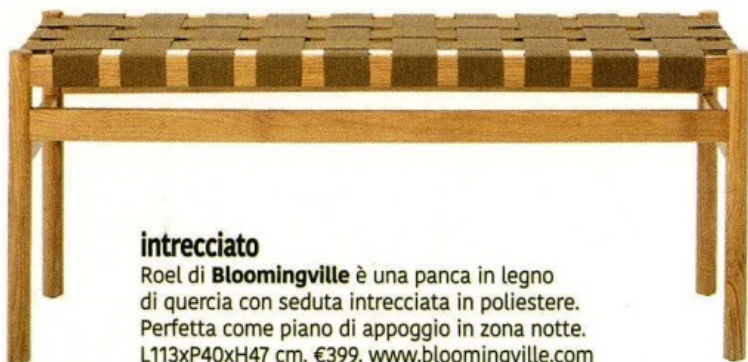 intrecciato
Roel di Bloomingville è una panca in legno
di quercia con seduta intrecciata in poliestere.
Perfetta come piano di appoggio in zona notte.
L113xP40xH47 cm, €399, www.bloomingville.com